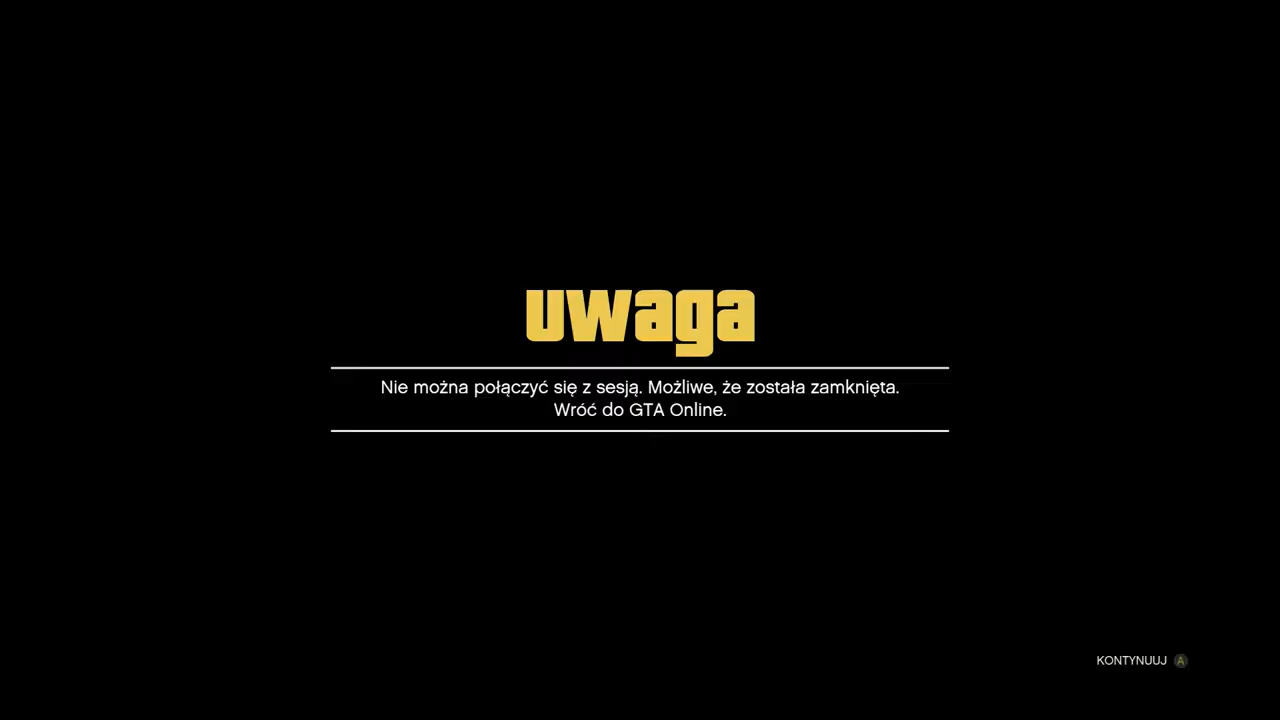 uwaga
Nie można połączyć się z sesją. Możliwe, że została zamknięta.
Wróć do GTA Online.
KONTYNUUJ A